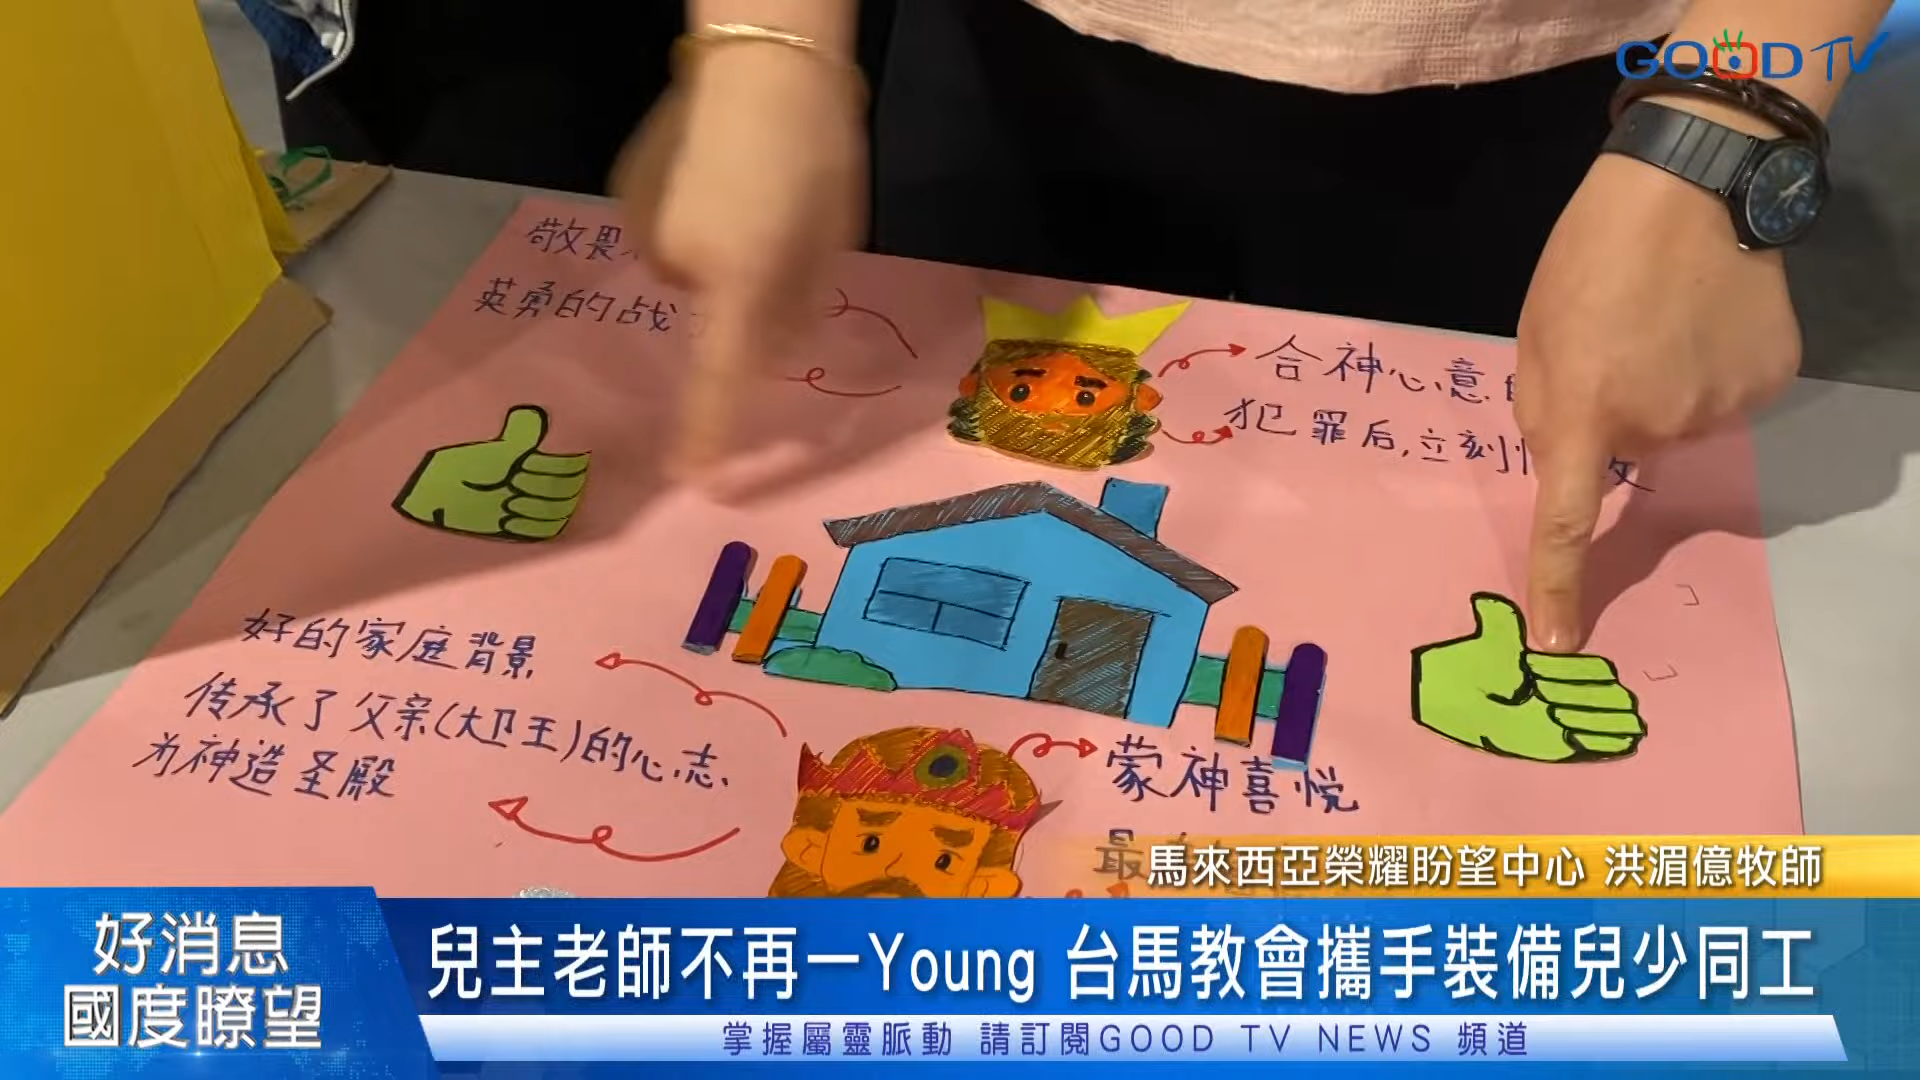 GOOD TV
敬畏
英勇的战
合神心意
犯罪后,立刻
好的家庭背景
传承了父亲(大卫王)的心志
为神造圣殿
蒙神喜悦
最
馬來西亞榮耀盼望中心 洪湄億牧師
好消息
國度瞭望
兒主老師不再一Young 台馬教會攜手裝備兒少同工
掌握屬靈脈動 請訂閱GOOD TV NEWS 頻道